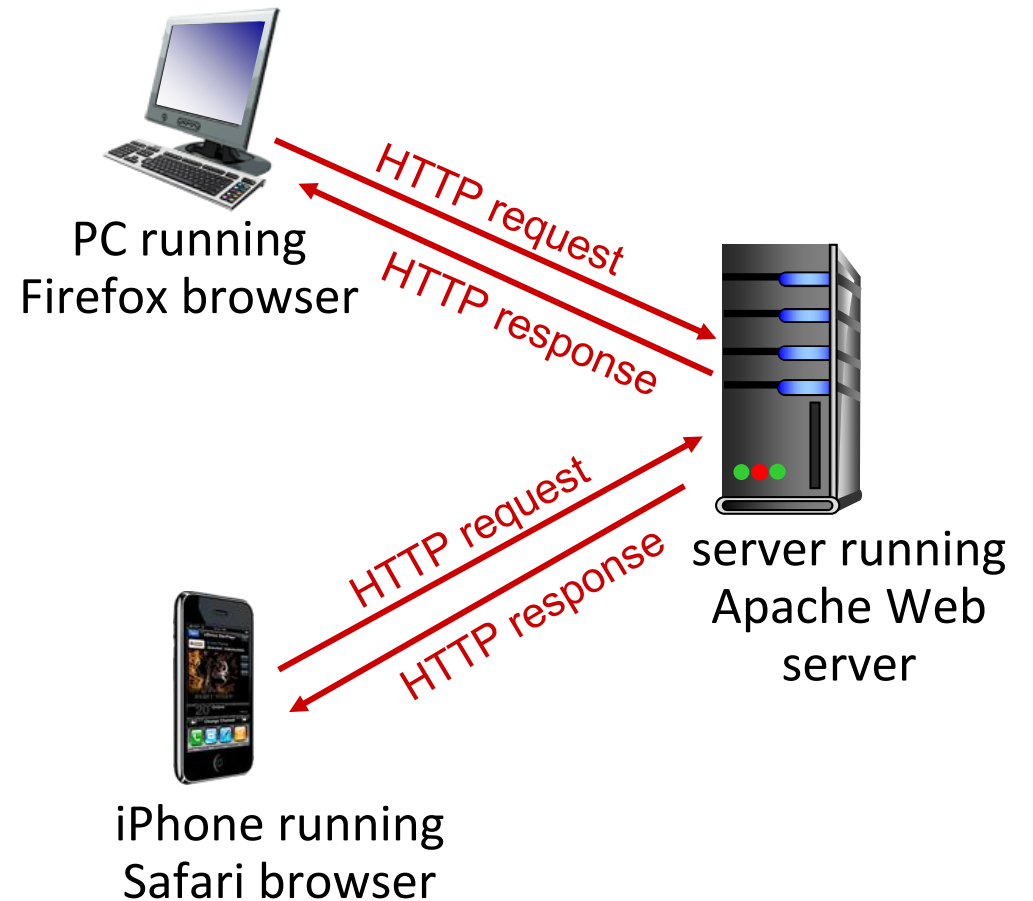 PC running
Firefox browser
HTTP request
HTTP response
HTTP request
HTTP response
server running
Apache Web
server
iPhone running
Safari browser